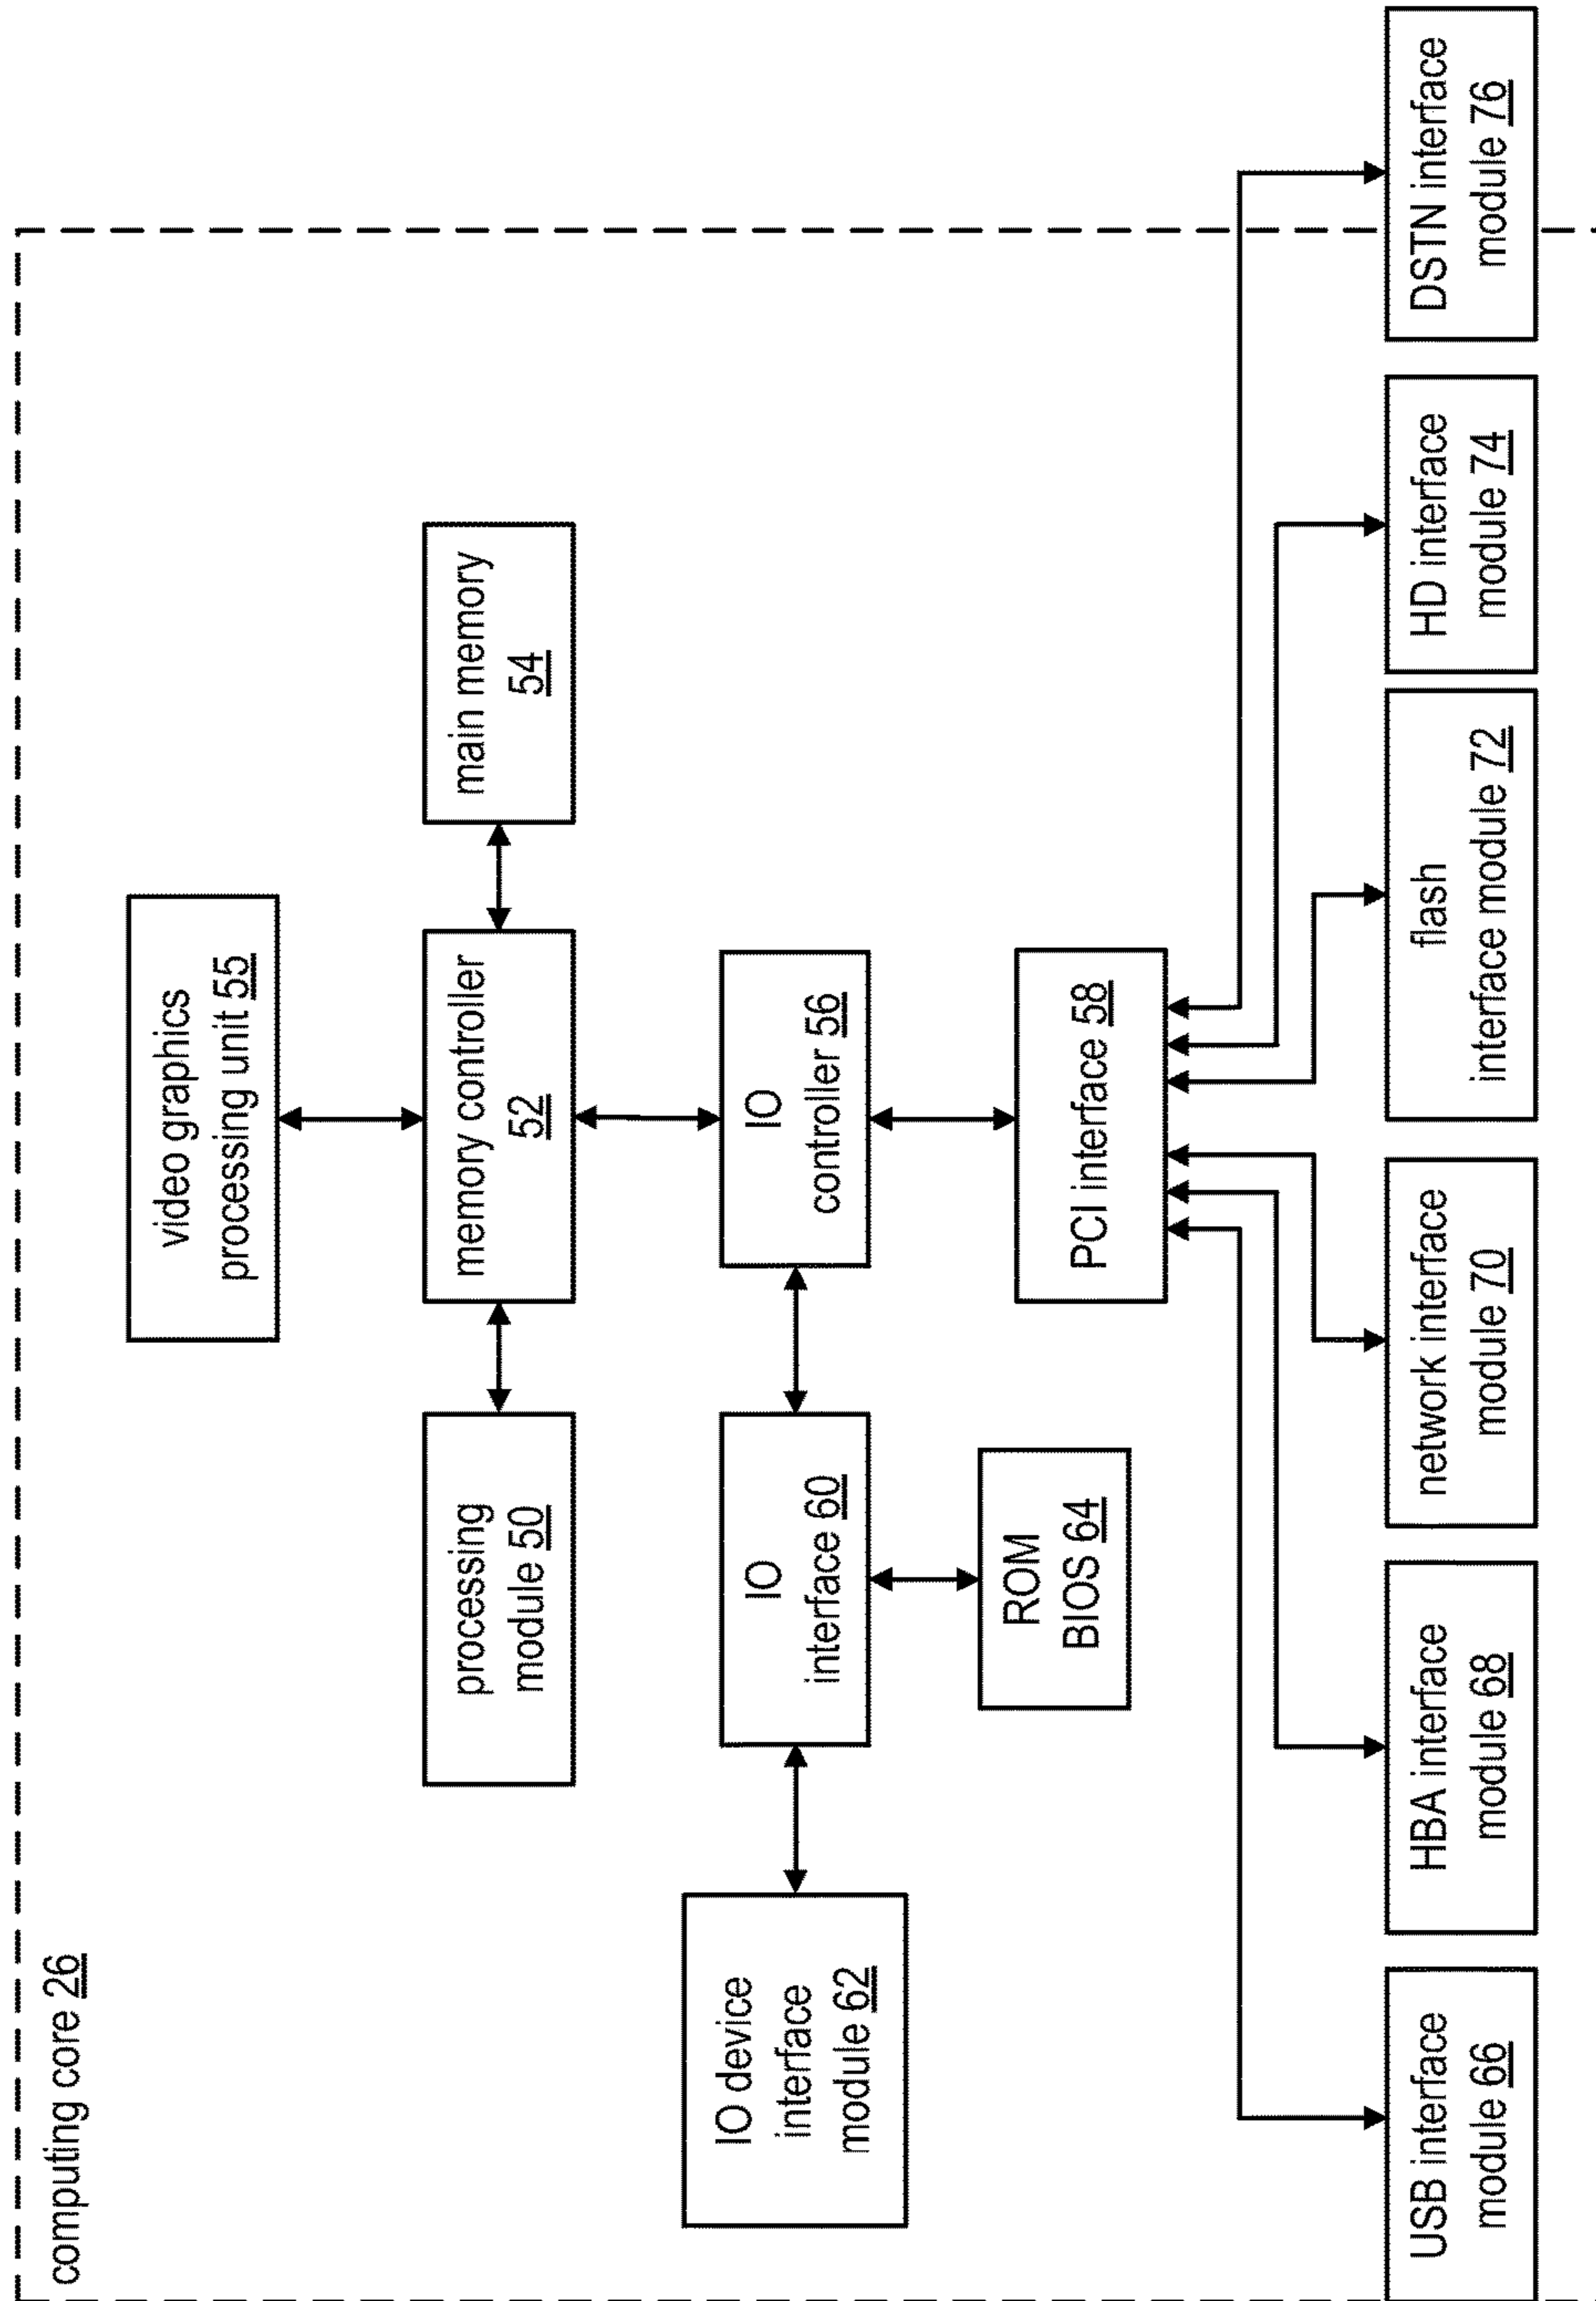 computing core 26
video graphics
processing unit 55
processing
module 50
memory controller
52
main memory
54
IO device
interface
module 62
IO
interface 60
IO
controller 56
ROM
BIOS 64
PCI interface 58
USB interface
module 66
HBA interface
module 68
network interface
module 70
flash
interface module 72
HD interface
module 74
DSTN interface
module 76